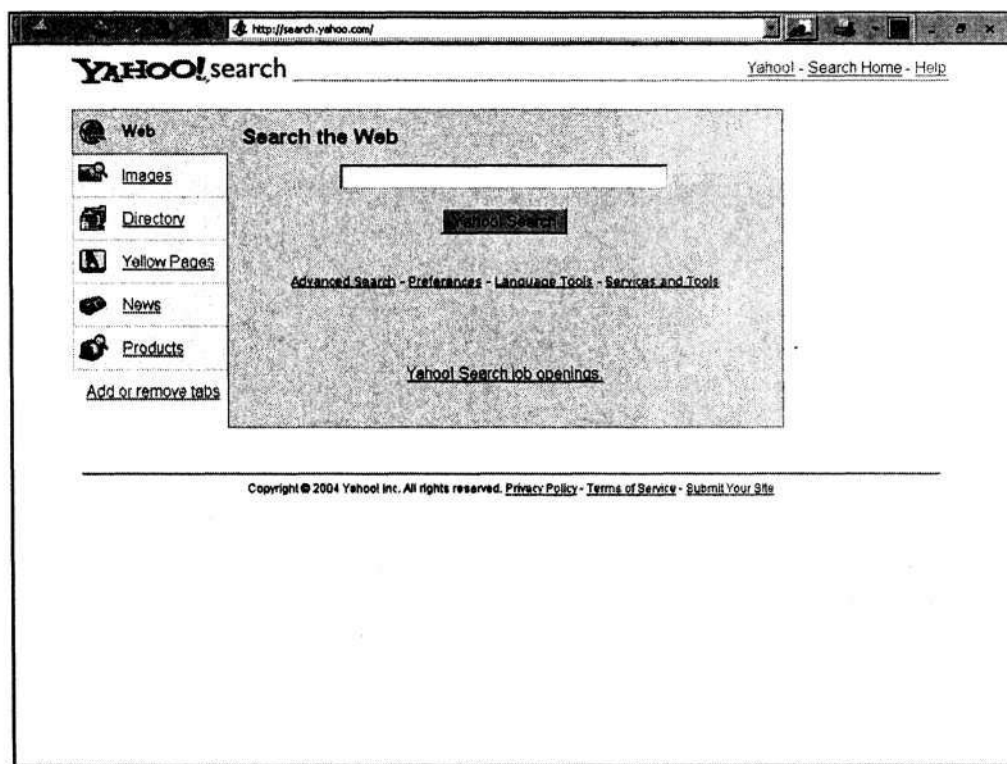 http://search.yahoo.com/
YAHOO! search
Yahoo! - Search Home - Help
Web
Search the Web
Images
Directory
Yahoo! Search
Yellow Pages
Advanced Search - Preferences - Language Tools - Services and Tools
News
Products
Yahoo! Search job openings.
Add or remove tabs
Copyright © 2004 Yahoo! Inc. All rights reserved. Privacy Policy - Terms of Service - Submit Your Site